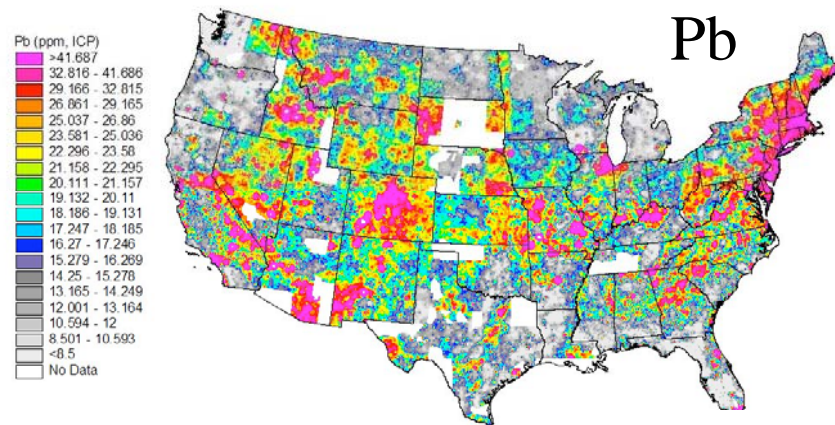 Pb
Pb (ppm, ICP)
>41.687
32.816 - 41.686
29.166 - 32.815
26.861 - 29.165
25.037 - 26.86
23.581 - 25.036
22.296 - 23.58
21.158 - 22.295
20.111 - 21.157
19.132 - 20.11
18.186 - 19.131
17.247 - 18.185
16.27 - 17.246
15.279 - 16.269
14.25 - 15.278
13.165 - 14.249
12.001 - 13.164
10.594 - 12
8.501 - 10.593
<8.5
No Data